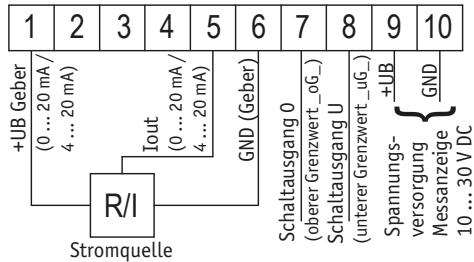 1 2 3 4 5 6 7 8 9 10
+UB Geber
(0 ... 20 mA /
4 ... 20 mA)
Iout
(0 ... 20 mA /
4 ... 20 mA)
GND (Geber)
Schaltausgang O
(oberer Grenzwert _oG_)
Schaltausgang U
(unterer Grenzwert _uG_)
+UB
GND
Spannungs-
versorgung
Messanzeige
10 ... 30 V DC
R/I
Stromquelle